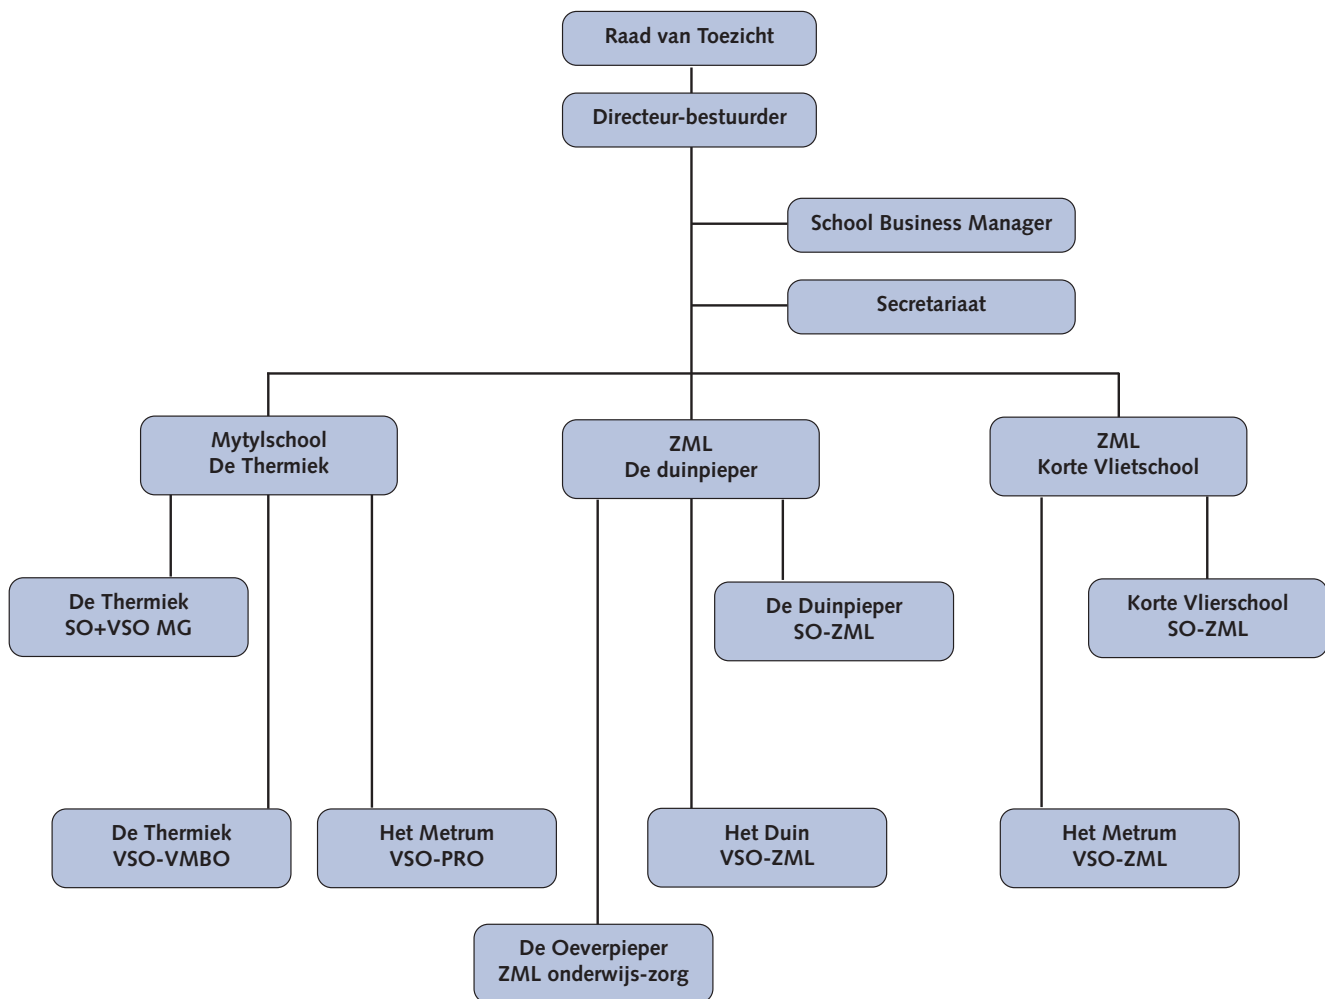 Raad van Toezicht
Directeur-bestuurder
School Business Manager
Secretariaat
Mytylschool
De Thermiek
ZML
De duinpieper
ZML
Korte Vlietschool
De Thermiek
SO+VSO MG
De Duinpieper
SO-ZML
Korte Vlierschool
SO-ZML
De Thermiek
VSO-VMBO
Het Metrum
VSO-PRO
Het Duin
VSO-ZML
Het Metrum
VSO-ZML
De Oeverpieper
ZML onderwijs-zorg